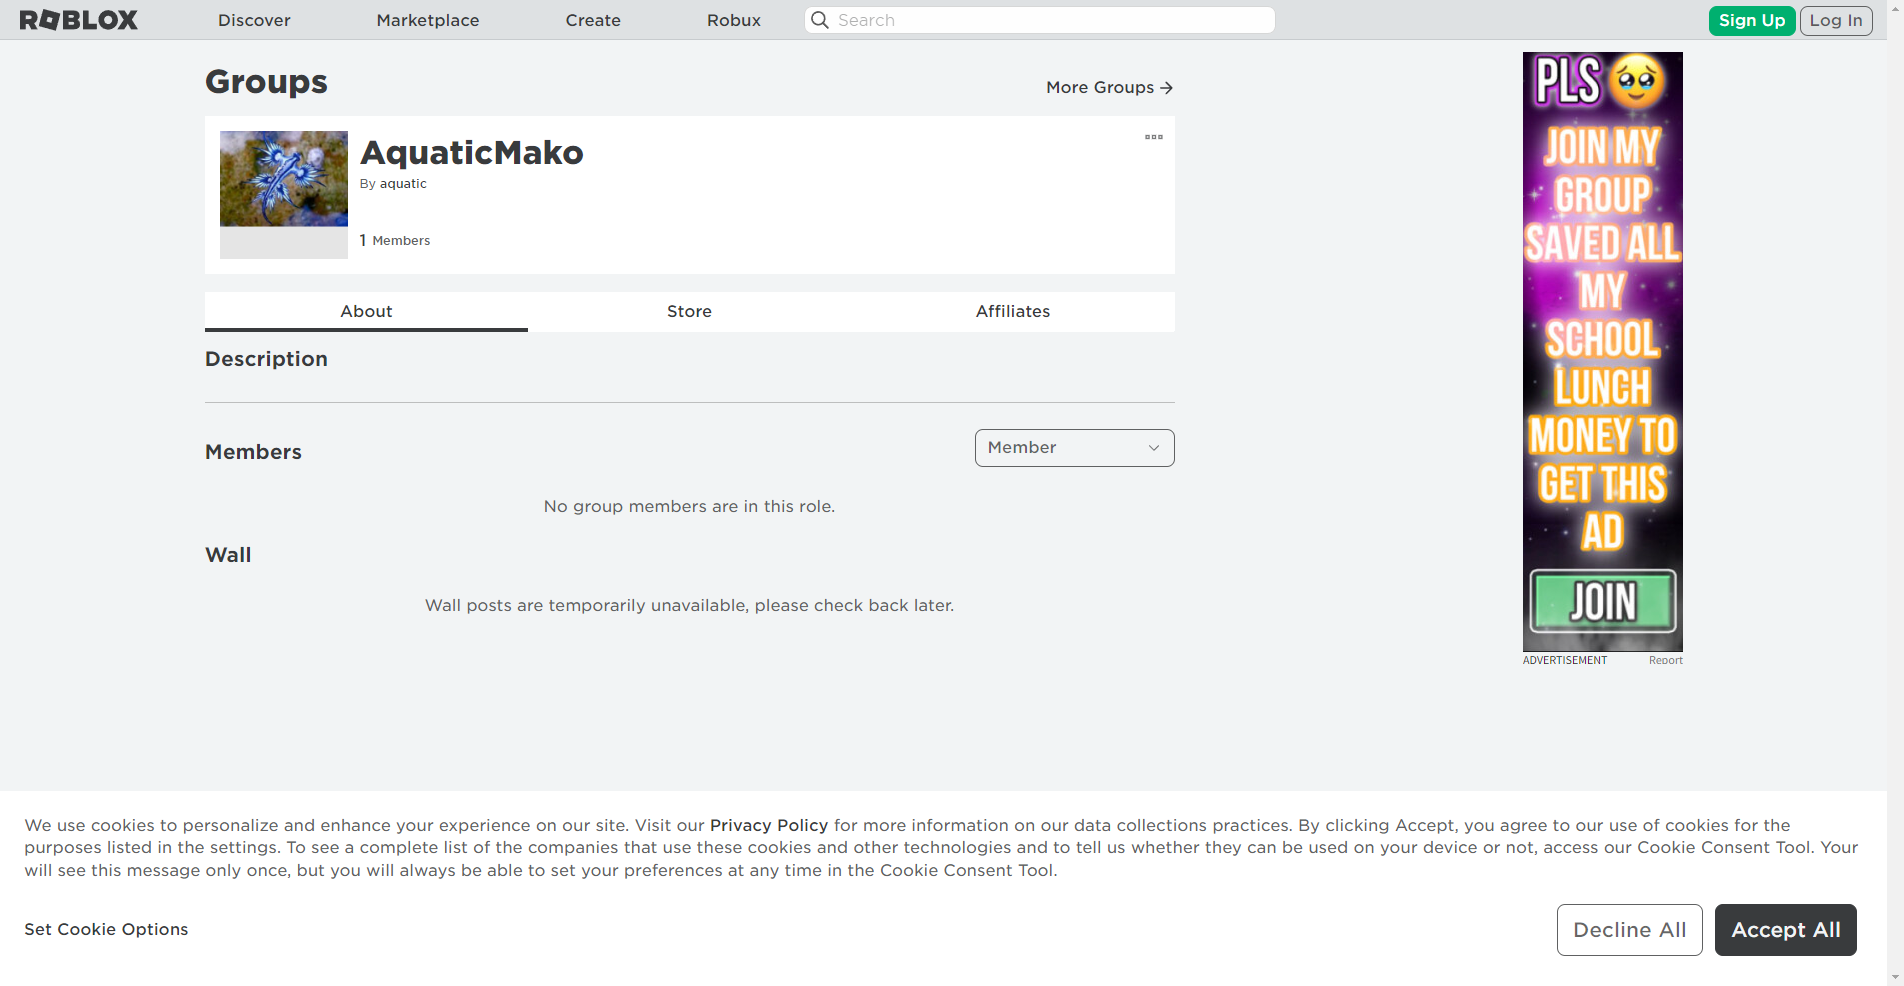 ROBLOX
Discover
Marketplace
Create
Robux
Search
Sign Up
Log In
Groups
More Groups
AquaticMako
By aquatic
1 Members
About
Store
Affiliates
Description
Members
Member
No group members are in this role.
Wall
Wall posts are temporarily unavailable, please check back later.
PLS
JOIN MY
GROUP
SAVED ALL
MY
SCHOOL
LUNCH
MONEY TO
GET THIS
AD
JOIN
ADVERTISEMENT
Report
We use cookies to personalize and enhance your experience on our site. Visit our Privacy Policy for more information on our data collections practices. By clicking Accept, you agree to our use of cookies for the
purposes listed in the settings. To see a complete list of the companies that use these cookies and other technologies and to tell us whether they can be used on your device or not, access our Cookie Consent Tool. Your
will see this message only once, but you will always be able to set your preferences at any time in the Cookie Consent Tool.
Set Cookie Options
Decline All
Accept All